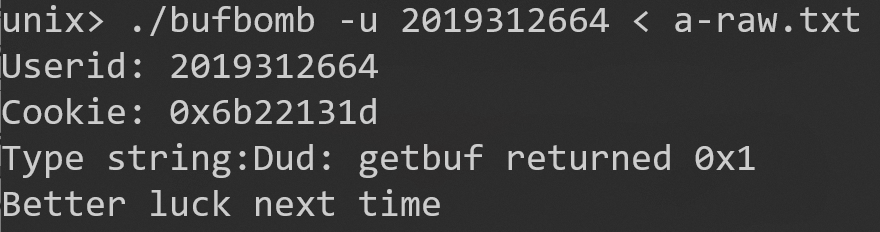 unix> ./bufbomb -u 2019312664 < a-raw.txt
Userid: 2019312664
Cookie: 0x6b22131d
Type string:Dud: getbuf returned 0x1
Better luck next time